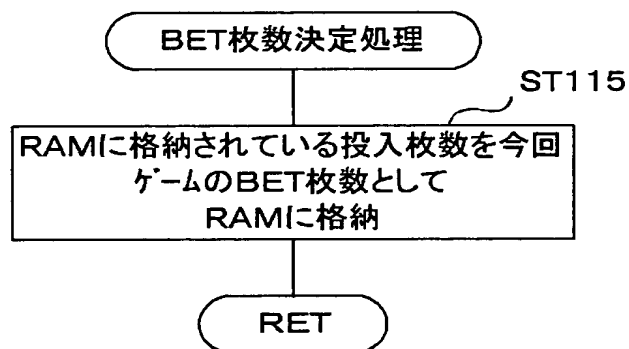 BET枚数決定処理
ST115
RAMに格納されている投入枚数を今回
ゲームのBET枚数として
RAMに格納
RET